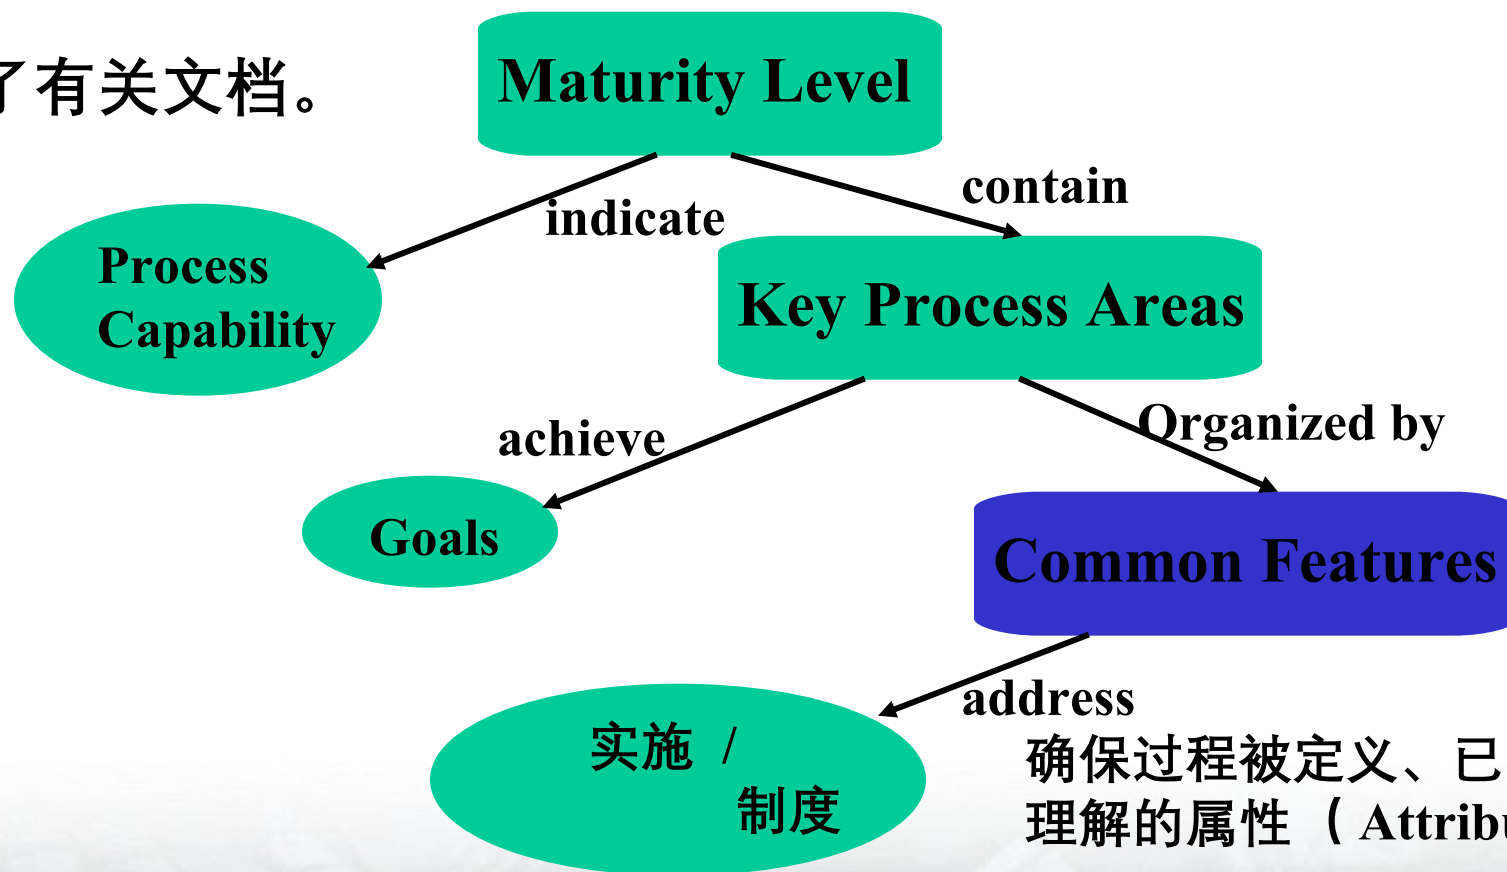 了有关文档。
Maturity Level
contain
indicate
Process
Capability
Key Process Areas
achieve
Organized by
Goals
Common Features
address
实施 /
制度
确保过程被定义、已
理解的属性（ Attribu